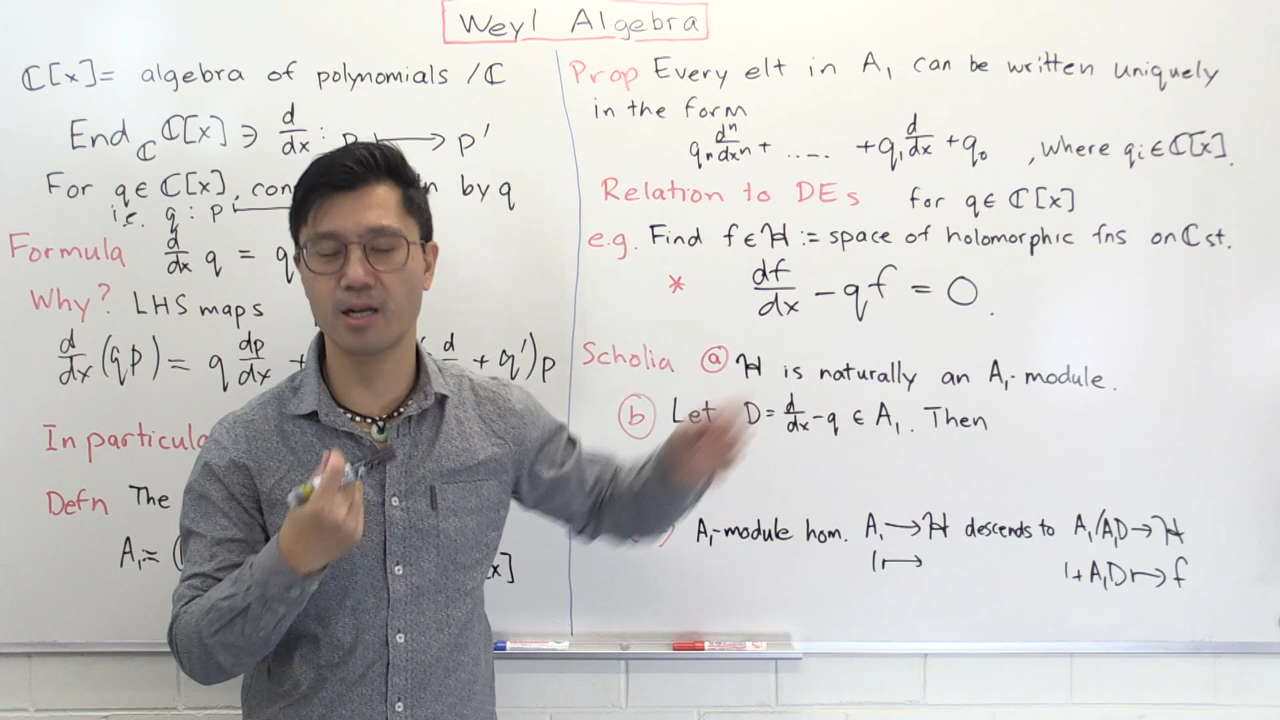 Weyl Algebra
ℂ[x] = algebra of polynomials /ℂ
End_ℂ ℂ[x] ∋ d/dx : p ⟼ p'
For q ∈ ℂ[x], by q
i.e. q : p ⟼
Formula d/dx q = q
Why? LHS maps
d/dx (qp) = q dp/dx + d + q')p
In
Defn The
A₁ = (
x]
Prop Every elt in A₁ can be written uniquely
in the form
qₙ dⁿ/dxⁿ + ..... + q₁ d/dx + q₀ , where qᵢ ∈ ℂ[x].
Relation to DEs for q ∈ ℂ[x]
e.g. Find f ∈ H := space of holomorphic fns on ℂ st.
* df/dx - qf = 0.
Scholia (a) H is naturally an A₁-module.
(b) Let D = d/dx - q ∈ A₁. Then
) A₁-module hom. A₁ ⟶ H descends to A₁/A₁D → H
1 ⟼ 1 + A₁D ⟼ f